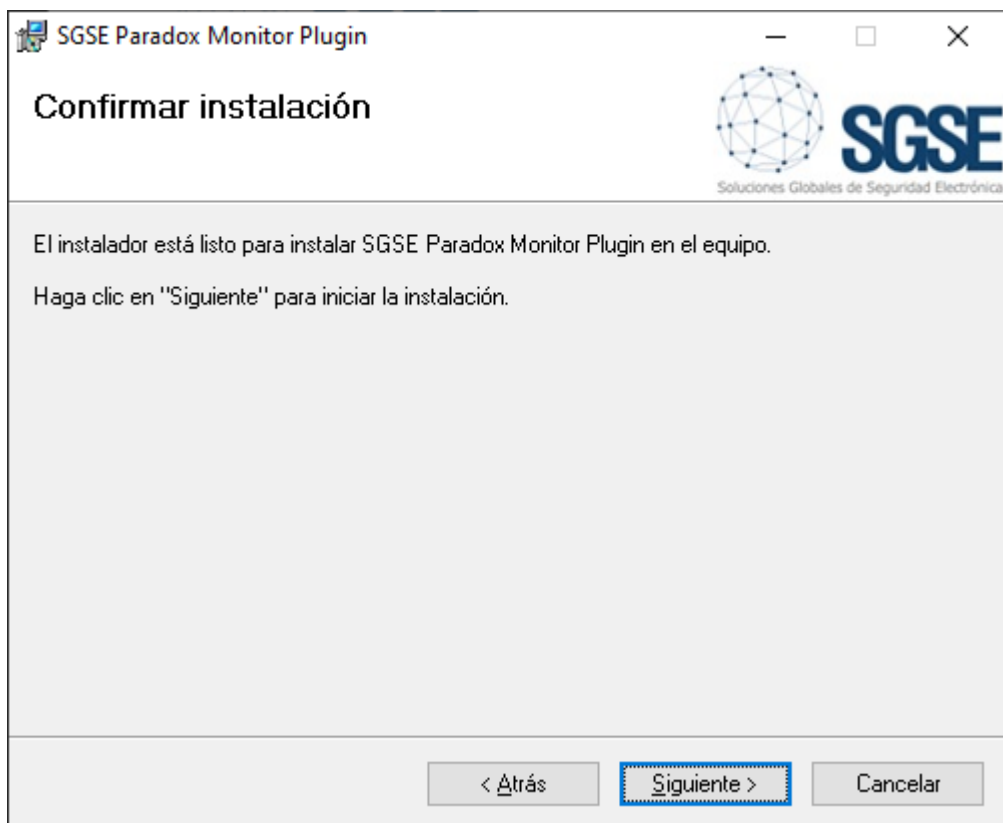 SGSE Paradox Monitor Plugin
Confirmar instalación
SGSE
Soluciones Globales de Seguridad Electrónica
El instalador está listo para instalar SGSE Paradox Monitor Plugin en el equipo.
Haga clic en "Siguiente" para iniciar la instalación.
< Atrás
Siguiente >
Cancelar